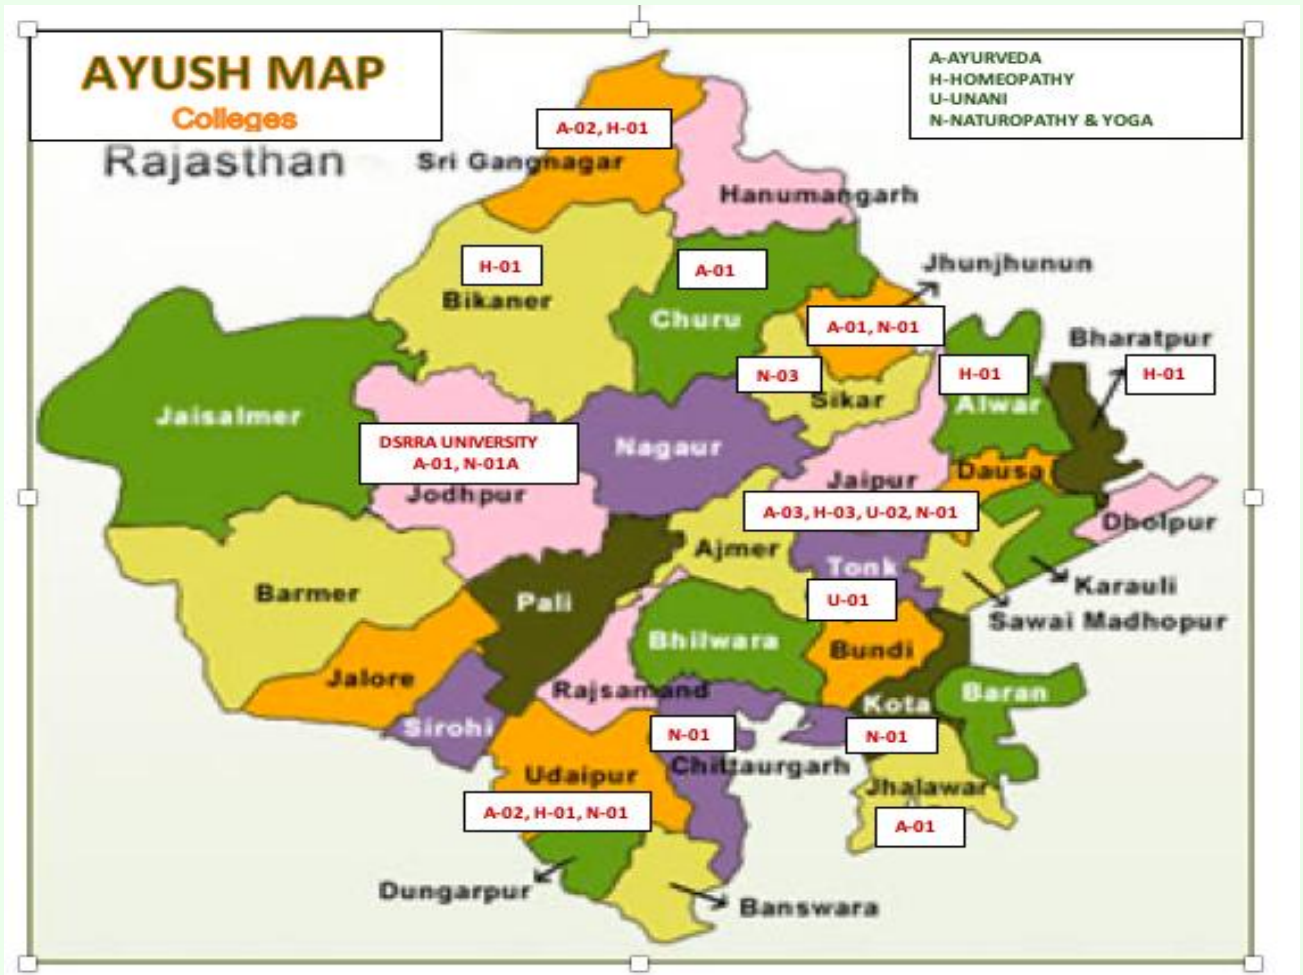 AYUSH MAP
Colleges
A-AYURVEDA
H-HOMEOPATHY
U-UNANI
N-NATUROPATHY & YOGA
Rajasthan
A-02, H-01
Sri Gangnagar
Hanumangarh
H-01
Bikaner
A-01
Churu
Jhunjhunun
A-01, N-01
Bharatpur
H-01
H-01
Alwar
N-03
Sikar
Jaisalmer
DSRRA UNIVERSITY
A-01, N-01A
Jodhpur
Nagaur
Jaipur
Dausa
A-03, H-03, U-02, N-01
Dholpur
Ajmer
Tonk
Karauli
Barmer
Pali
U-01
Sawai Madhopur
Bhilwara
Bundi
Jalore
Rajsamand
Kota
Baran
Sirohi
N-01
N-01
Chittaurgarh
Udaipur
Jhalawar
A-02, H-01, N-01
A-01
Dungarpur
Banswara